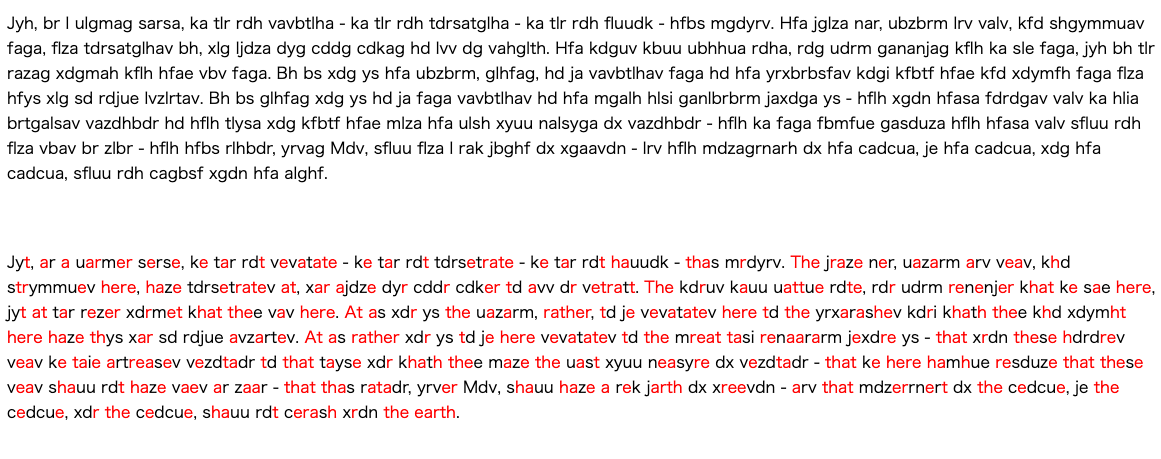 Jyh, br l ulgmag sarsa, ka tlr rdh vavbtlha - ka tlr rdh tdrsatglha - ka tlr rdh fluudk - hfbs mgdyrv. Hfa jglza nar, ubzbrm lrv valv, kfd shgymmuav
faga, flza tdrsatglhav bh, xlg ljdza dyg cddg cdkag hd lvv dg vahglth. Hfa kdguv kbuu ubhhua rdha, rdg udrm gananjag kflh ka sle faga, jyh bh tlr
razag xdgmah kflh hfae vbv faga. Bh bs xdg ys hfa ubzbrm, glhfag, hd ja vavbtlhav faga hd hfa yrxbrbsfav kdgi kfbtf hfae kfd xdymfh faga flza
hfys xlg sd rdjue lvzlrtav. Bh bs glhfag xdg ys hd ja faga vavbtlhav hd hfa mgalh hlsi ganlbrbrm jaxdga ys - hflh xgdn hfasa fdrdgav valv ka hlia
brtgalsav vazdhbdr hd hflh tlysa xdg kfbtf hfae mlza hfa ulsh xyuu nalsyga dx vazdhbdr - hflh ka faga fbmfue gasduza hflh hfasa valv sfluu rdh
flza vbav br zlbr - hflh hfbs rlhbdr, yrvag Mdv, sfluu flza l rak jbghf dx xgaavdn - lrv hflh mdzagrnarh dx hfa cadcua, je hfa cadcua, xdg hfa
cadcua, sfluu rdh cagbsf xgdn hfa alghf.
Jyt, ar a uarmer serse, ke tar rdt vevatate - ke tar rdt tdrsetrate - ke tar rdt hauudk - thas mrdyrv. The jraze ner, uazarm arv veav, khd
strymmuev here, haze tdrsetratev at, xar ajdze dyr cddr cdker td avv dr vetratt. The kdruv kauu uattue rdte, rdr udrm renenjer khat ke sae here,
jyt at tar rezer xdrmet khat thee vav here. At as xdr ys the uazarm, rather, td je vevatatev here td the yrxarashev kdri khath thee khd xdymht
here haze thys xar sd rdjue avzartev. At as rather xdr ys td je here vevatatev td the mreat tasi renaararm jexdre ys - that xrdn these hdrdrev
veav ke taie artreasev vezdtadr td that tayse xdr khath thee maze the uast xyuu neasyre dx vezdtadr - that ke here hamhue resduze that these
veav shauu rdt haze vaev ar zaar - that thas ratadr, yrver Mdv, shauu haze a rek jarth dx xreevdn - arv that mdzerrnert dx the cedcue, je the
cedcue, xdr the cedcue, shauu rdt cerash xrdn the earth.